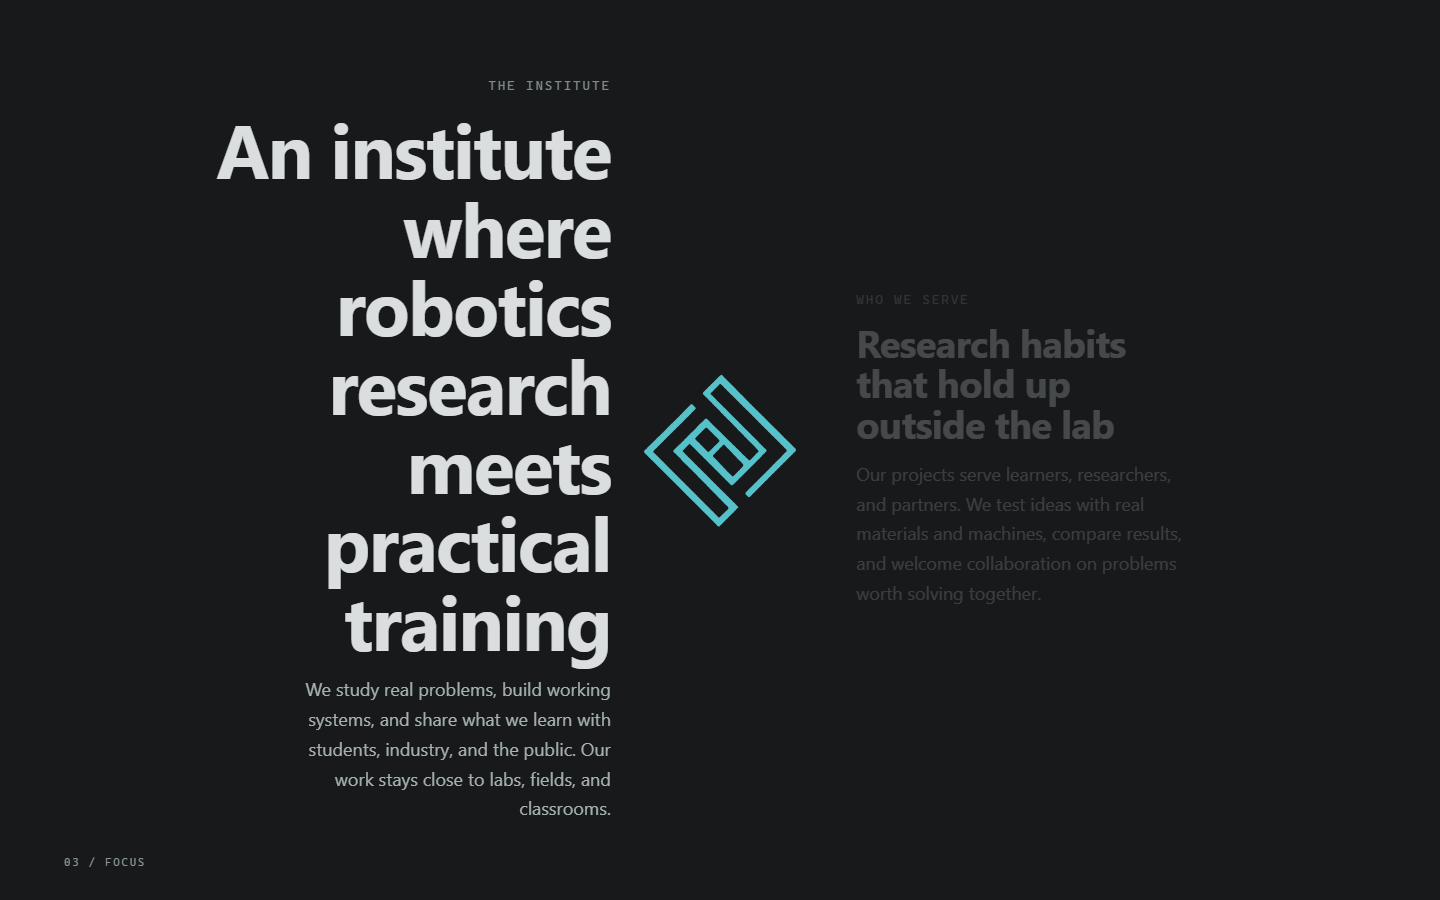 THE INSTITUTE
An institute
where
robotics
research
meets
practical
training
We study real problems, build working
systems, and share what we learn with
students, industry, and the public. Our
work stays close to labs, fields, and
classrooms.
WHO WE SERVE
Research habits
that hold up
outside the lab
Our projects serve learners, researchers,
and partners. We test ideas with real
materials and machines, compare results,
and welcome collaboration on problems
worth solving together.
03 / FOCUS